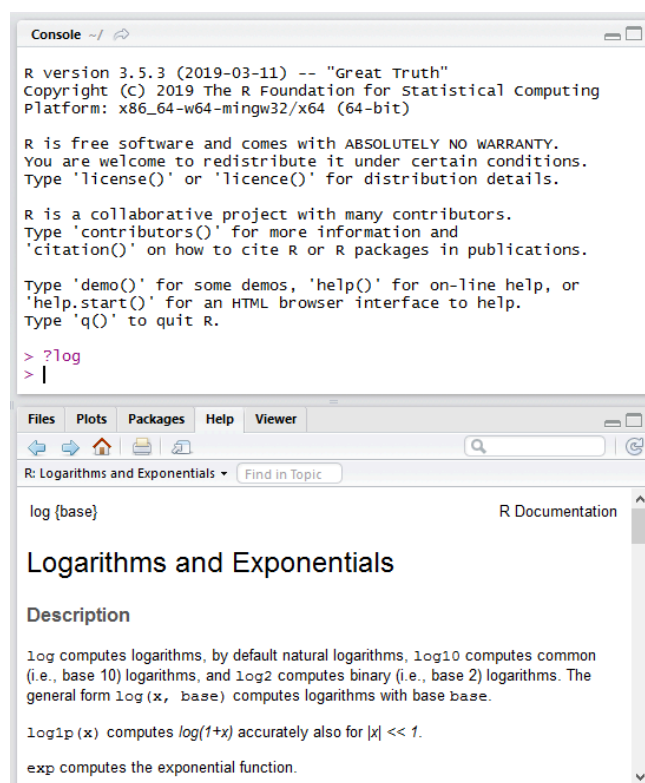 Console ~/
R version 3.5.3 (2019-03-11) -- "Great Truth"
Copyright (C) 2019 The R Foundation for Statistical Computing
Platform: x86_64-w64-mingw32/x64 (64-bit)
R is free software and comes with ABSOLUTELY NO WARRANTY.
You are welcome to redistribute it under certain conditions.
Type 'license()' or 'licence()' for distribution details.
R is a collaborative project with many contributors.
Type 'contributors()' for more information and
'citation()' on how to cite R or R packages in publications.
Type 'demo()' for some demos, 'help()' for on-line help, or
'help.start()' for an HTML browser interface to help.
Type 'q()' to quit R.
> ?log
>
Files Plots Packages Help Viewer
R: Logarithms and Exponentials Find in Topic
log {base} R Documentation
Logarithms and Exponentials
Description
log computes logarithms, by default natural logarithms, log10 computes common
(i.e., base 10) logarithms, and log2 computes binary (i.e., base 2) logarithms. The
general form log(x, base) computes logarithms with base base.
log1p(x) computes log(1+x) accurately also for |x| << 1.
exp computes the exponential function.